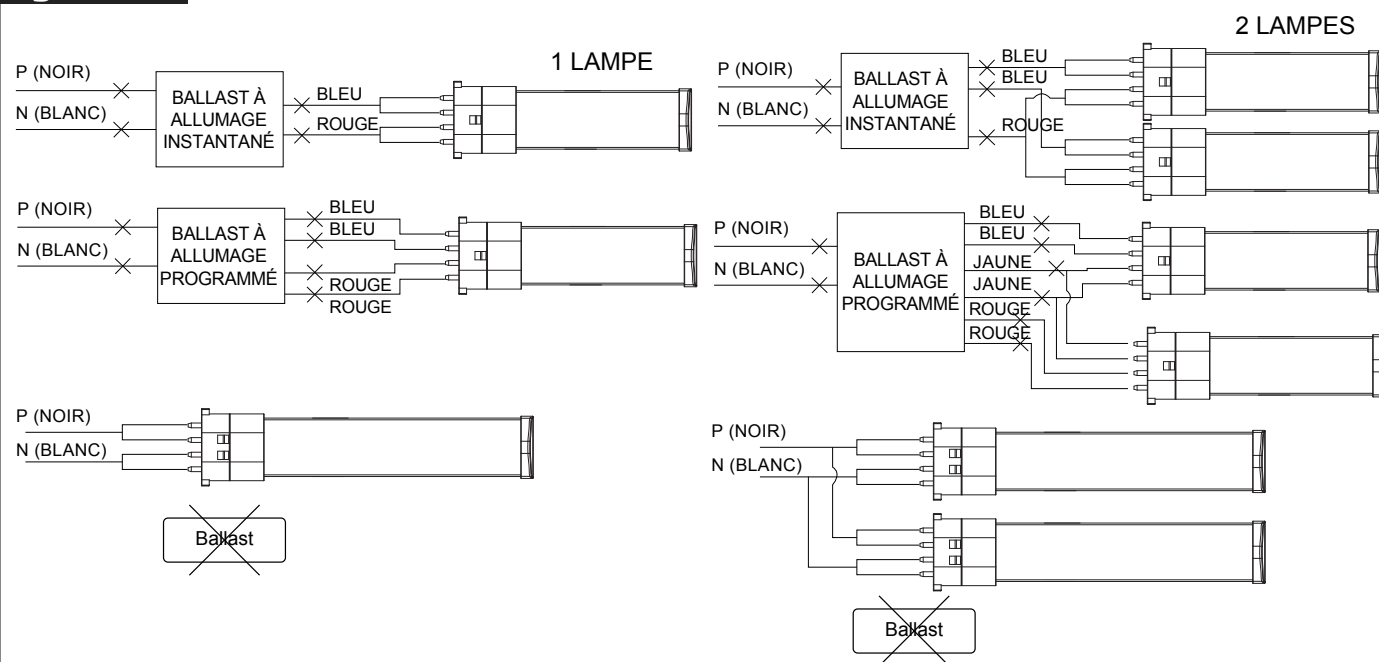 1 LAMPE
P (NOIR)
N (BLANC)
BALLAST À
ALLUMAGE
INSTANTANÉ
BLEU
ROUGE
P (NOIR)
N (BLANC)
BALLAST À
ALLUMAGE
PROGRAMMÉ
BLEU
BLEU
ROUGE
ROUGE
P (NOIR)
N (BLANC)
Ballast
2 LAMPES
P (NOIR)
N (BLANC)
BALLAST À
ALLUMAGE
INSTANTANÉ
BLEU
BLEU
ROUGE
P (NOIR)
N (BLANC)
BALLAST À
ALLUMAGE
PROGRAMMÉ
BLEU
BLEU
JAUNE
JAUNE
ROUGE
ROUGE
P (NOIR)
N (BLANC)
Ballast